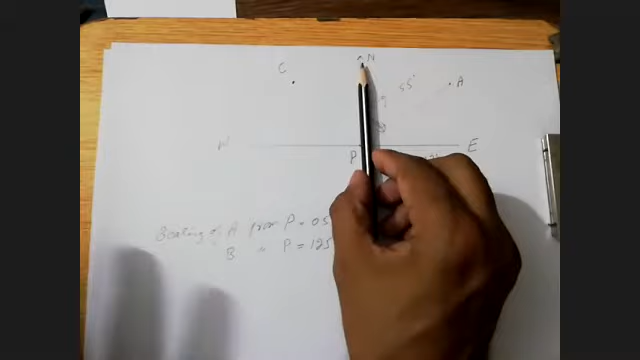 C N
55° A
W E
P
Bearing of A from P = 05
B " P = 125